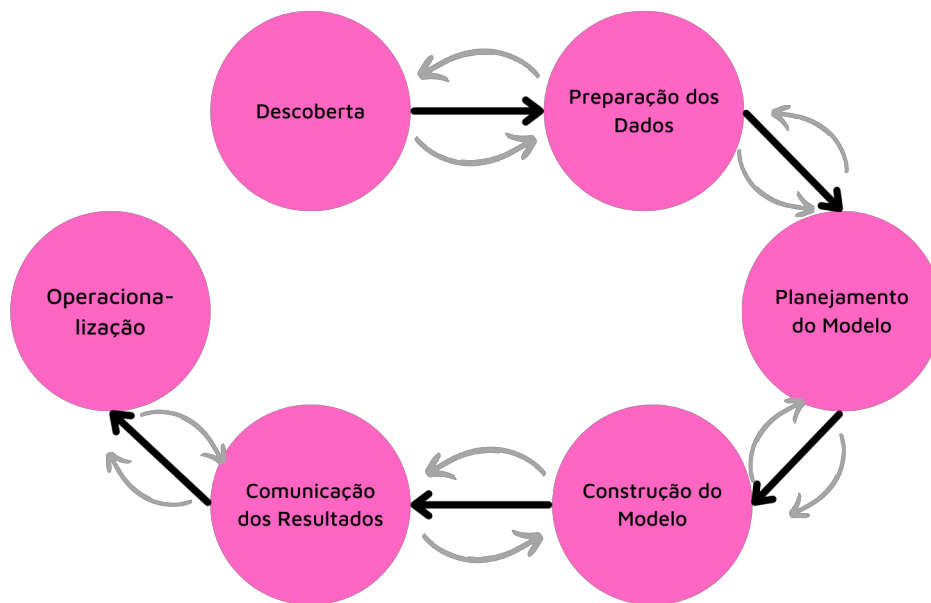 Descoberta
Preparação dos
Dados
Planejamento
do Modelo
Construção do
Modelo
Comunicação
dos Resultados
Operaciona-
lização